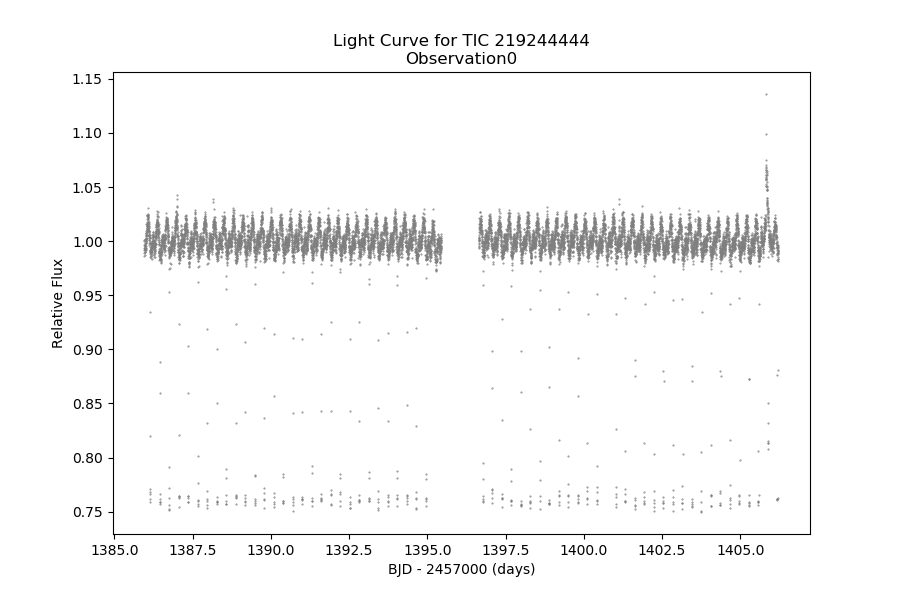 Light Curve for TIC 219244444
Observation0
1.15
1.10
1.05
1.00
0.95
0.90
0.85
0.80
0.75
Relative Flux
1385.0 1387.5 1390.0 1392.5 1395.0 1397.5 1400.0 1402.5 1405.0
BJD - 2457000 (days)